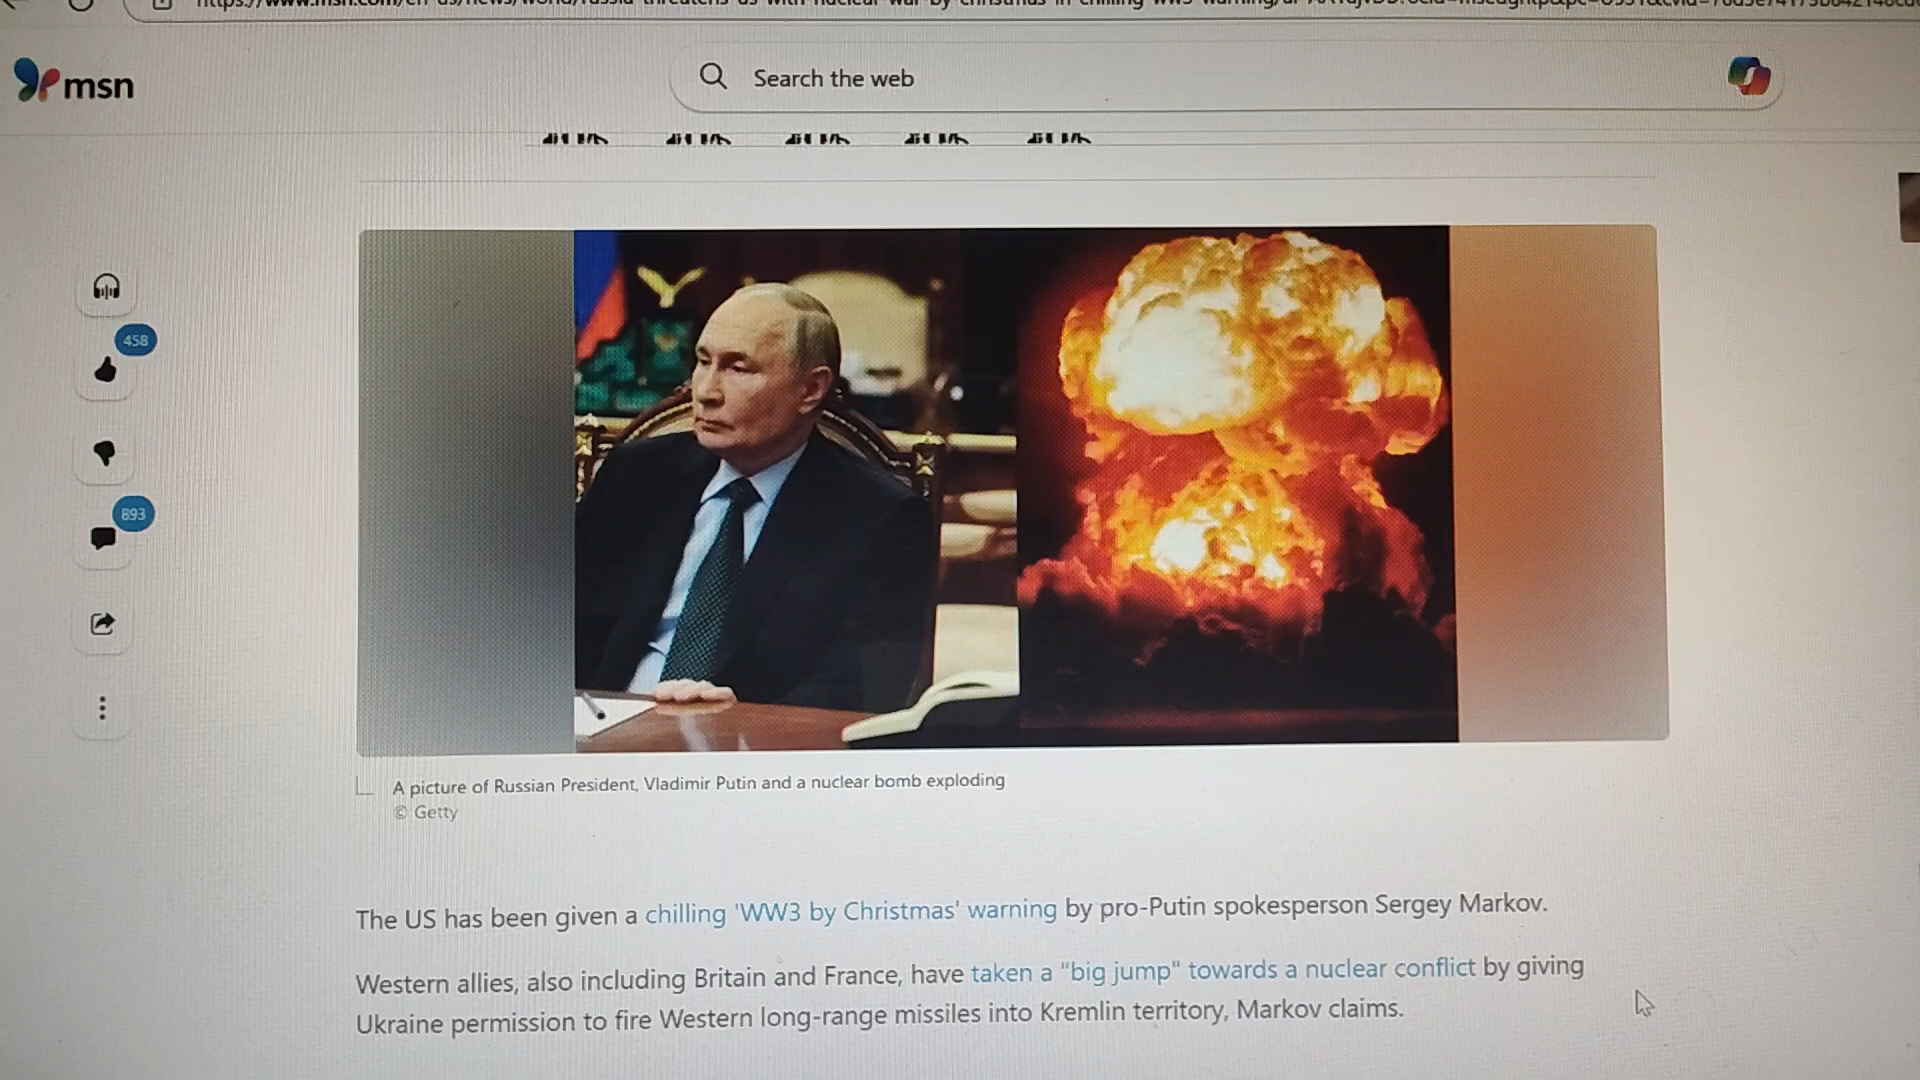 msn
Search the web
458
893
A picture of Russian President, Vladimir Putin and a nuclear bomb exploding
© Getty
The US has been given a chilling 'WW3 by Christmas' warning by pro-Putin spokesperson Sergey Markov.
Western allies, also including Britain and France, have taken a "big jump" towards a nuclear conflict by giving
Ukraine permission to fire Western long-range missiles into Kremlin territory, Markov claims.